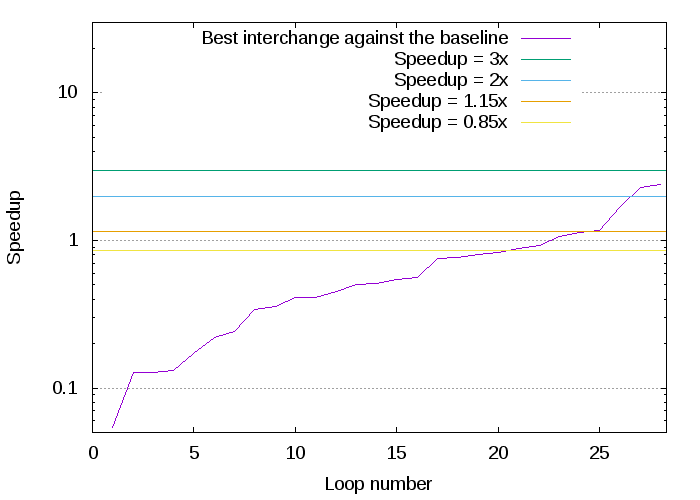 Best interchange against the baseline
Speedup = 3x
Speedup = 2x
Speedup = 1.15x
Speedup = 0.85x
10
1
0.1
Speedup
0 5 10 15 20 25
Loop number